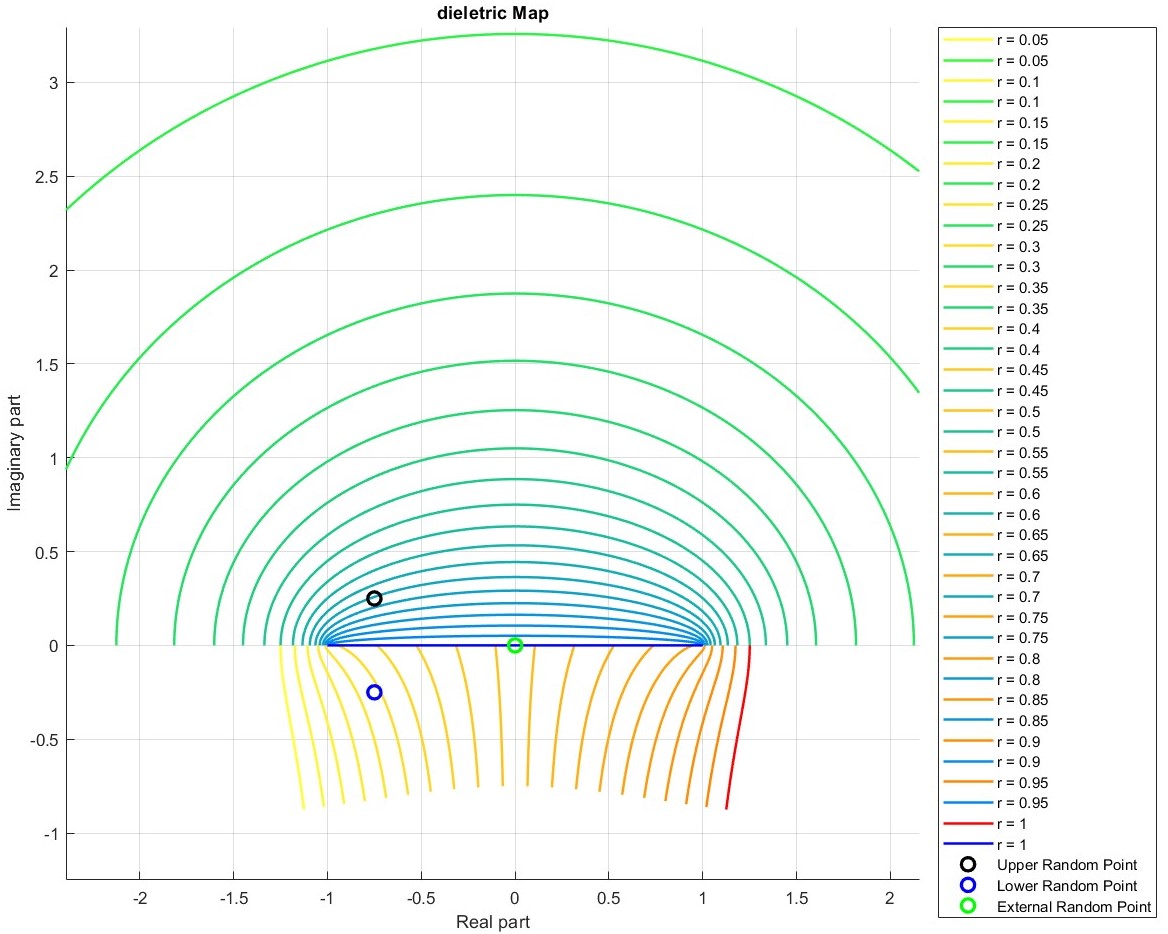 dieletric Map
3
2.5
2
1.5
1
0.5
0
-0.5
-1
Imaginary part
-2
-1.5
-1
-0.5
0
0.5
1
1.5
2
Real part
r = 0.05
r = 0.05
r = 0.1
r = 0.1
r = 0.15
r = 0.15
r = 0.2
r = 0.2
r = 0.25
r = 0.25
r = 0.3
r = 0.3
r = 0.35
r = 0.35
r = 0.4
r = 0.4
r = 0.45
r = 0.45
r = 0.5
r = 0.5
r = 0.55
r = 0.55
r = 0.6
r = 0.6
r = 0.65
r = 0.65
r = 0.7
r = 0.7
r = 0.75
r = 0.75
r = 0.8
r = 0.8
r = 0.85
r = 0.85
r = 0.9
r = 0.9
r = 0.95
r = 0.95
r = 1
r = 1
Upper Random Point
Lower Random Point
External Random Point